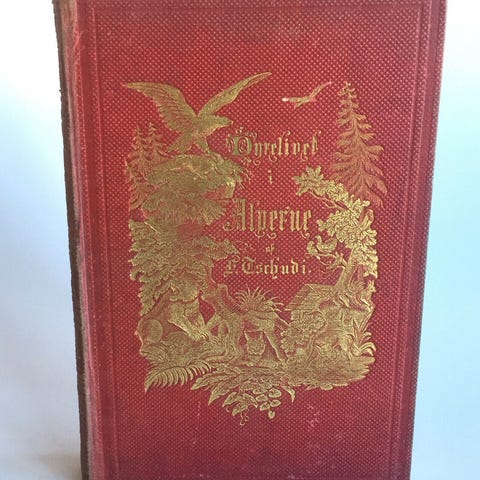 Dyrelivet
i
Alperne
af
F. Tschudi.